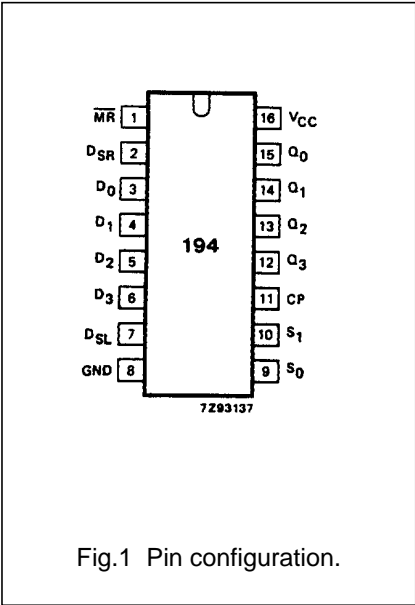 M̅R̅ 1 16 VCC
DSR 2 15 Q0
D0 3 14 Q1
D1 4 13 Q2
194
D2 5 12 Q3
D3 6 11 CP
DSL 7 10 S1
GND 8 9 S0
7Z93137
Fig.1 Pin configuration.